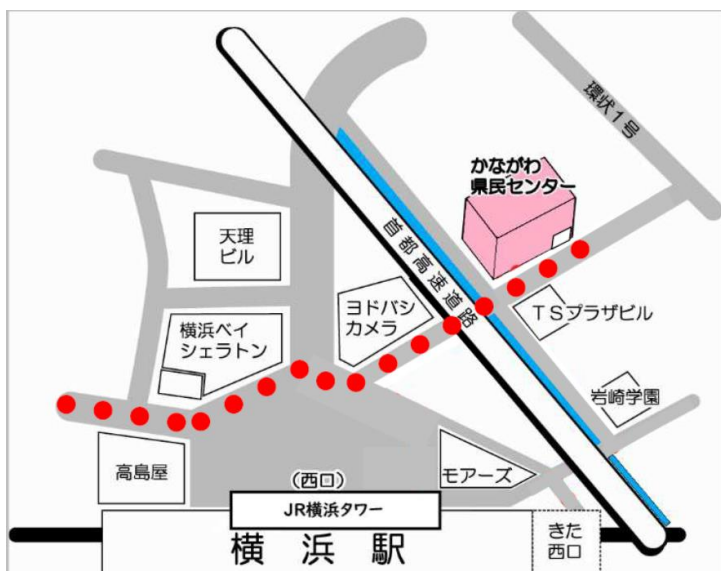 環状1号
かながわ
県民センター
首都高速道路
天理
ビル
ヨドバシ
カメラ
TSプラザビル
横浜ベイ
シェラトン
岩崎学園
高島屋
(西口)
モアーズ
JR横浜タワー
横浜駅
きた
西口